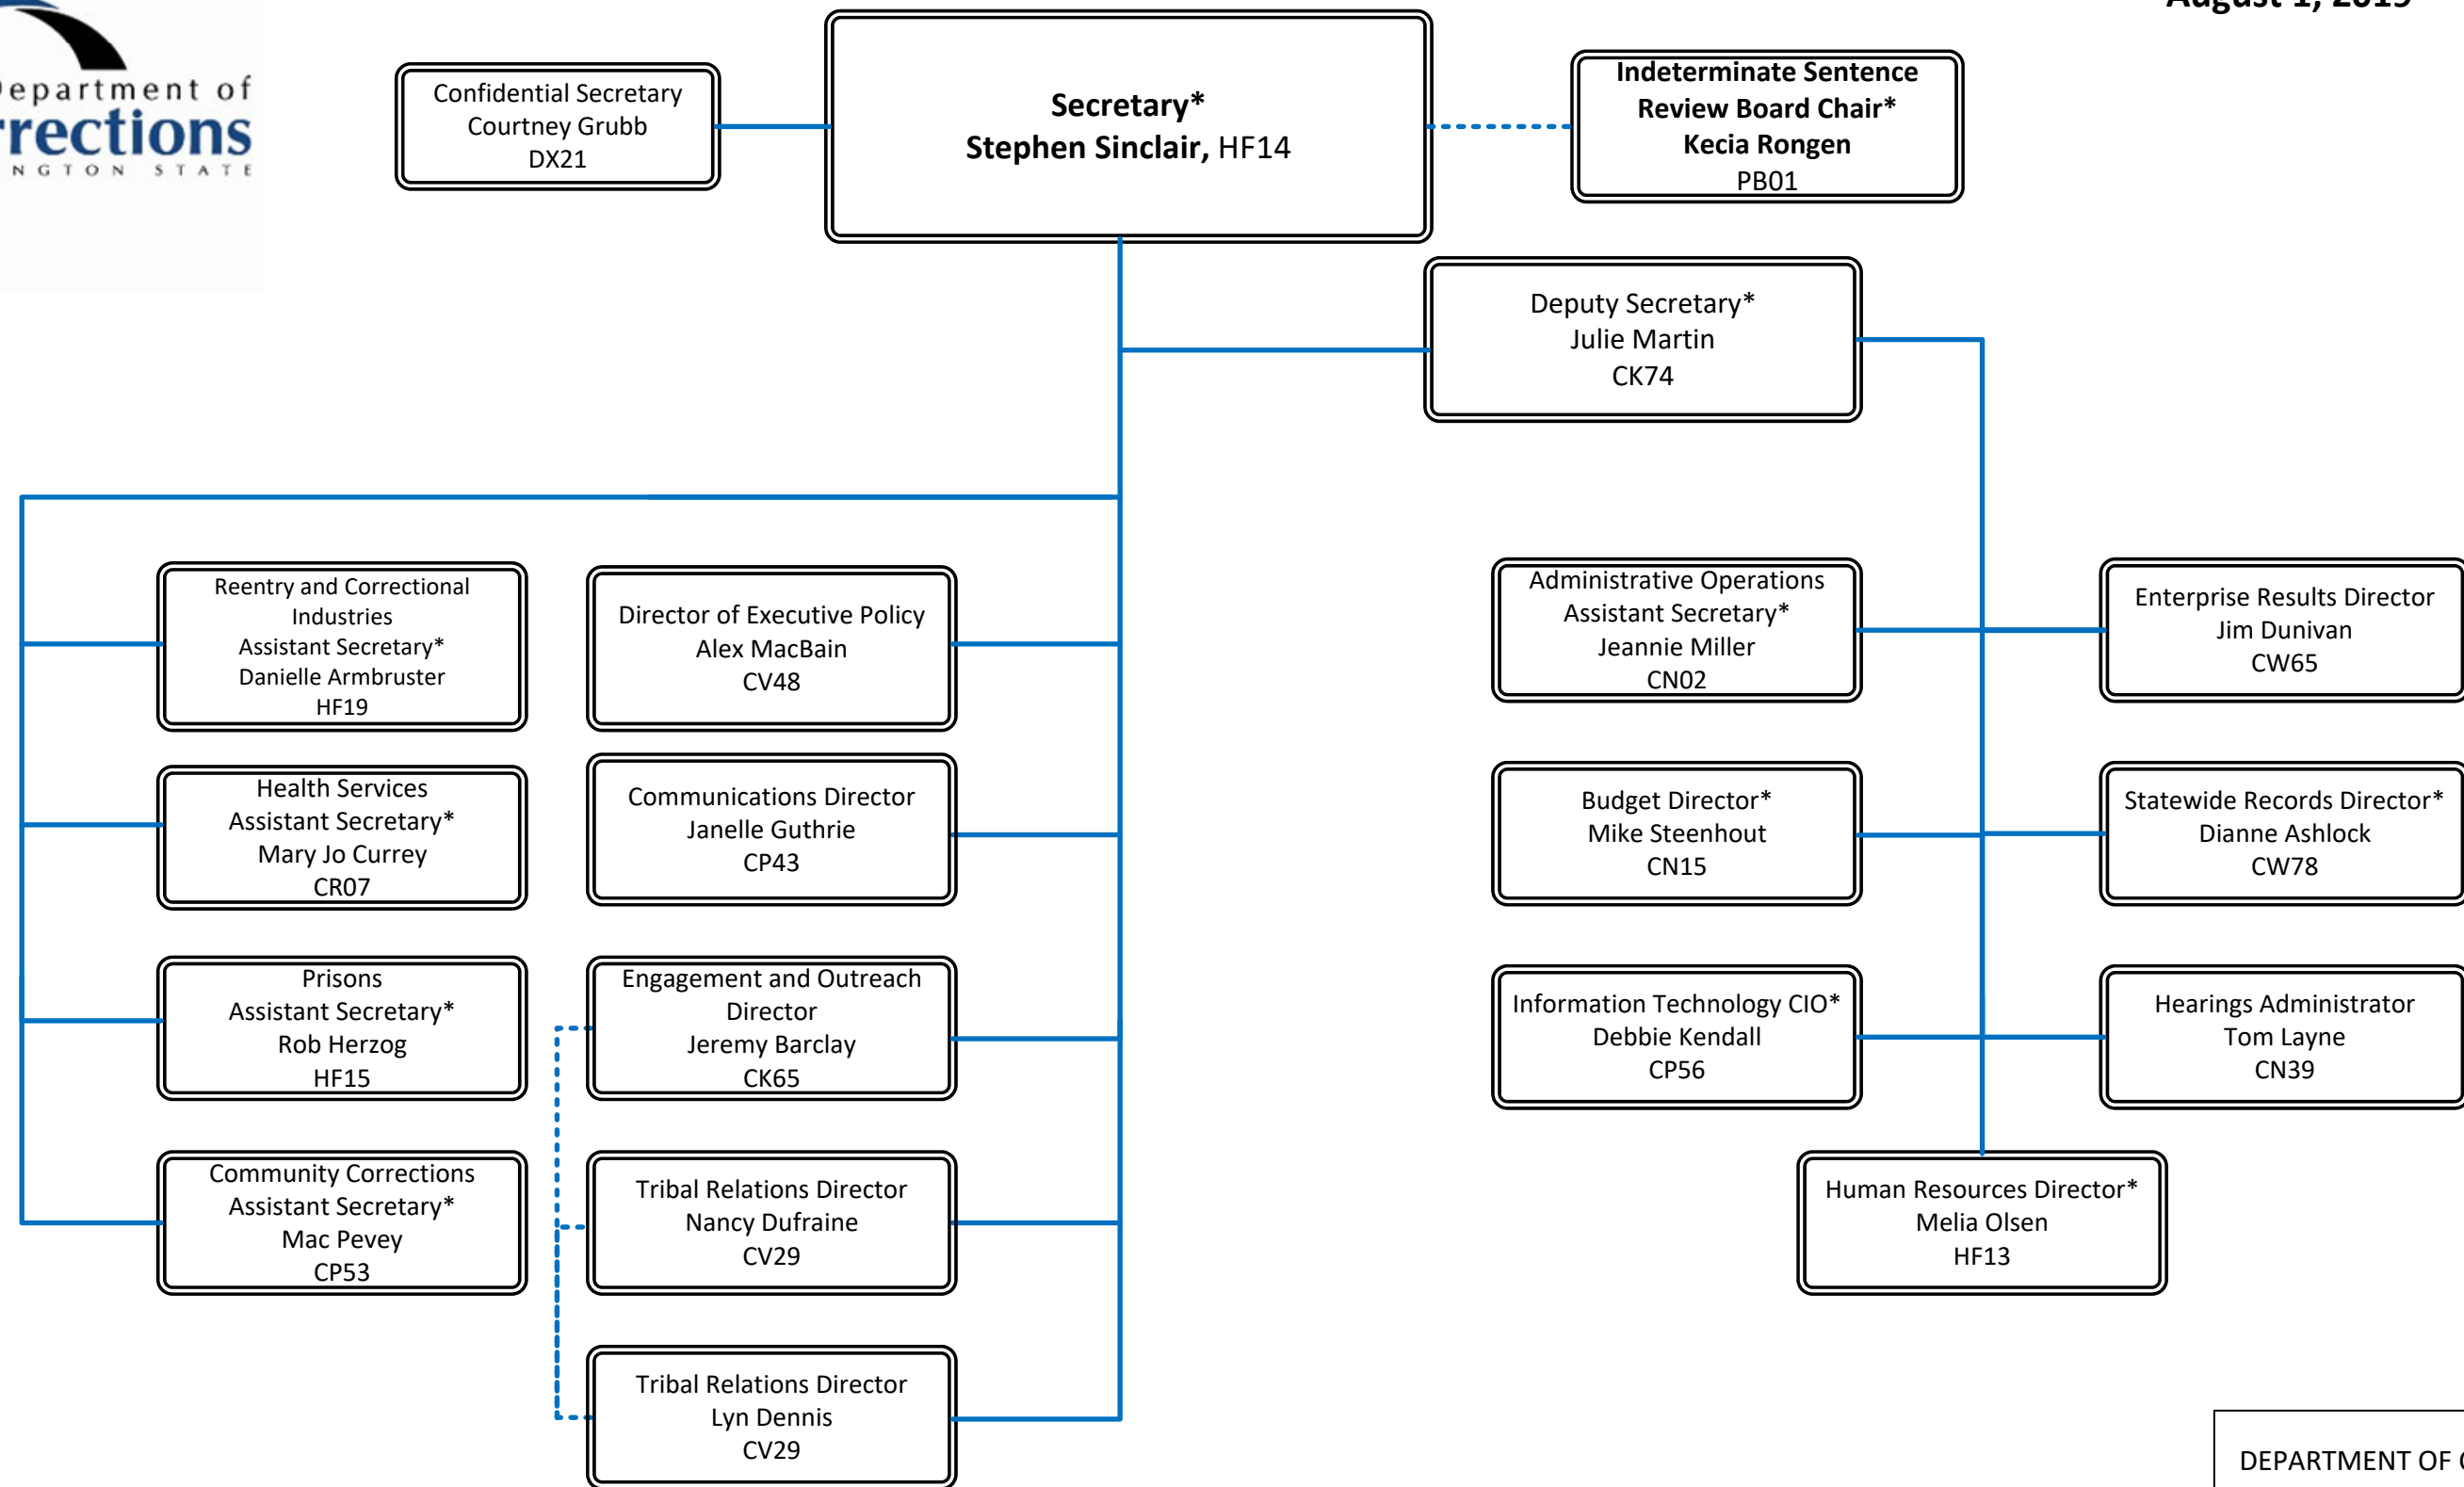 August 1, 2019
epartment of
rrections
NGTON STATE
Confidential Secretary
Courtney Grubb
DX21
Secretary*
Stephen Sinclair, HF14
Indeterminate Sentence
Review Board Chair*
Kecia Rongen
PB01
Deputy Secretary*
Julie Martin
CK74
Reentry and Correctional
Industries
Assistant Secretary*
Danielle Armbruster
HF19
Director of Executive Policy
Alex MacBain
CV48
Administrative Operations
Assistant Secretary*
Jeannie Miller
CN02
Enterprise Results Director
Jim Dunivan
CW65
Health Services
Assistant Secretary*
Mary Jo Currey
CR07
Communications Director
Janelle Guthrie
CP43
Budget Director*
Mike Steenhout
CN15
Statewide Records Director*
Dianne Ashlock
CW78
Prisons
Assistant Secretary*
Rob Herzog
HF15
Engagement and Outreach
Director
Jeremy Barclay
CK65
Information Technology CIO*
Debbie Kendall
CP56
Hearings Administrator
Tom Layne
CN39
Community Corrections
Assistant Secretary*
Mac Pevey
CP53
Tribal Relations Director
Nancy Dufraine
CV29
Human Resources Director*
Melia Olsen
HF13
Tribal Relations Director
Lyn Dennis
CV29
DEPARTMENT OF